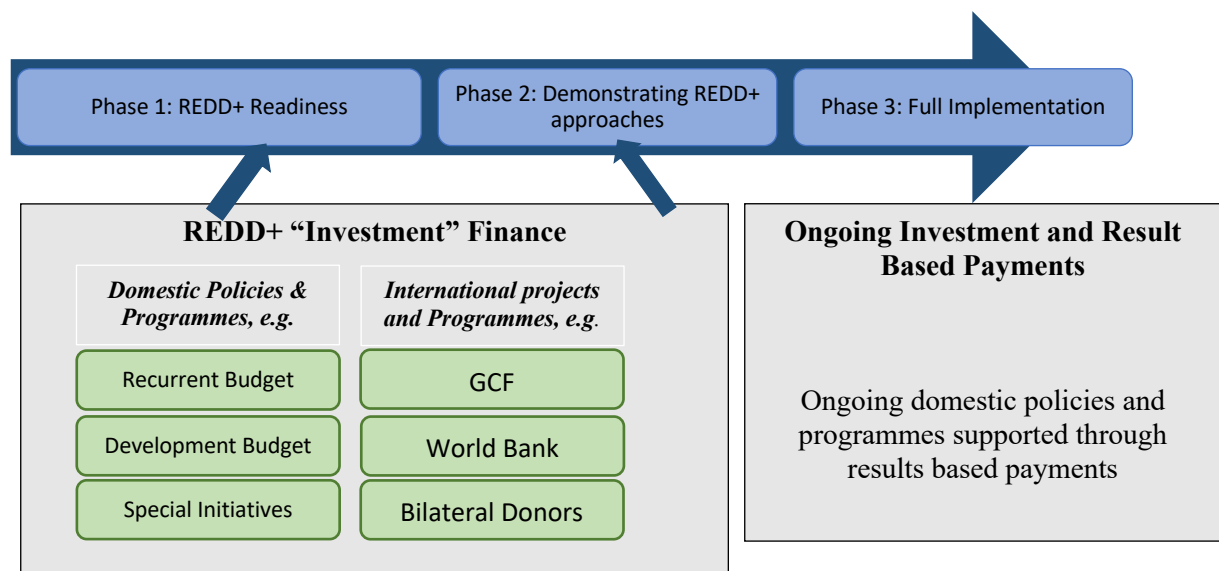 Phase 1: REDD+ Readiness
Phase 2: Demonstrating REDD+
approaches
Phase 3: Full Implementation
REDD+ “Investment” Finance
Domestic Policies &
Programmes, e.g.
International projects
and Programmes, e.g.
Recurrent Budget
GCF
Development Budget
World Bank
Special Initiatives
Bilateral Donors
Ongoing Investment and Result
Based Payments
Ongoing domestic policies and
programmes supported through
results based payments